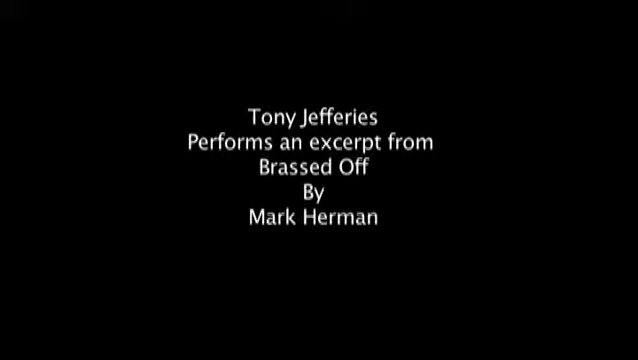 Tony Jefferies
Performs an excerpt from
Brassed Off
By
Mark Herman